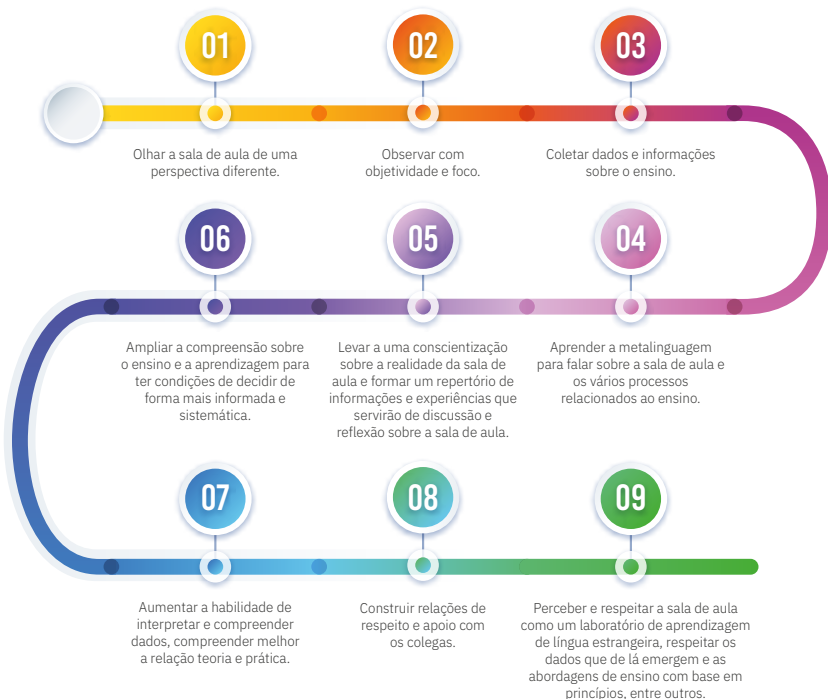 01
Olhar a sala de aula de uma
perspectiva diferente.
02
Observar com
objetividade e foco.
03
Coletar dados e informações
sobre o ensino.
04
Aprender a metalinguagem
para falar sobre a sala de aula e
os vários processos
relacionados ao ensino.
05
Levar a uma conscientização
sobre a realidade da sala de
aula e formar um repertório de
informações e experiências que
servirão de discussão e
reflexão sobre a sala de aula.
06
Ampliar a compreensão sobre
o ensino e a aprendizagem para
ter condições de decidir de
forma mais informada e
sistemática.
07
Aumentar a habilidade de
interpretar e compreender
dados, compreender melhor
a relação teoria e prática.
08
Construir relações de
respeito e apoio com
os colegas.
09
Perceber e respeitar a sala de aula
como um laboratório de aprendizagem
de língua estrangeira, respeitar os
dados que de lá emergem e as
abordagens de ensino com base em
princípios, entre outros.